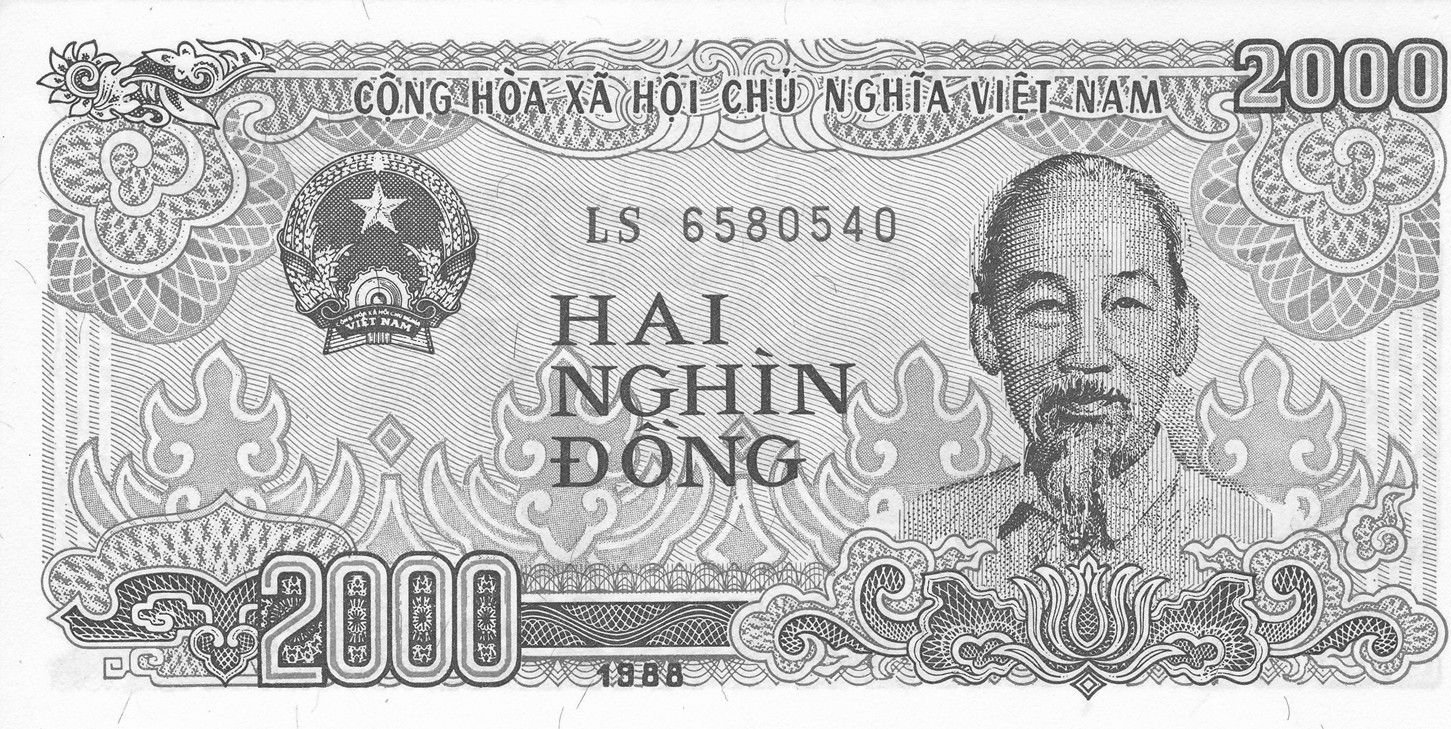 CỘNG HÒA XÃ HỘI CHỦ NGHĨA VIỆT NAM
2000
LS 6580540
CỘNG HÒA XÃ HỘI CHỦ NGHĨA
VIỆT NAM
HAI
NGHÌN
ĐỒNG
2000
1988